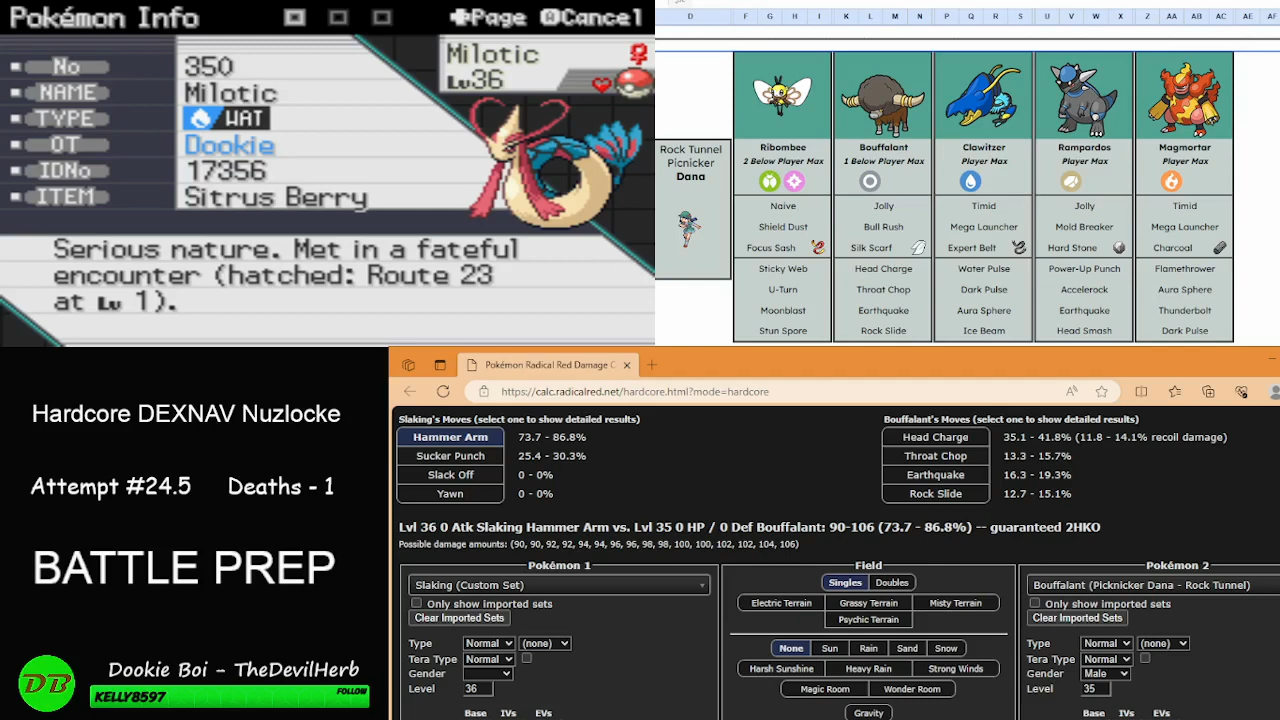 Pokémon Info
Page
Cancel
No 350
NAME Milotic
TYPE WAT
OT Dookie
IDNo 17356
ITEM Sitrus Berry
Milotic
Lv36
Serious nature. Met in a fateful
encounter (hatched: Route 23
at Lv 1).
D F G H I K L M N P Q R S U V W X Z AA AB AC AE AF
Rock Tunnel
Picnicker
Dana
Ribombee Bouffalant Clawitzer Rampardos Magmortar
2 Below Player Max 1 Below Player Max Player Max Player Max Player Max
Naive Jolly Timid Jolly Timid
Shield Dust Bull Rush Mega Launcher Mold Breaker Mega Launcher
Focus Sash Silk Scarf Expert Belt Hard Stone Charcoal
Sticky Web Head Charge Water Pulse Power-Up Punch Flamethrower
U-Turn Throat Chop Dark Pulse Accelerock Aura Sphere
Moonblast Earthquake Aura Sphere Earthquake Thunderbolt
Stun Spore Rock Slide Ice Beam Head Smash Dark Pulse
Hardcore DEXNAV Nuzlocke
Attempt #24.5 Deaths - 1
BATTLE PREP
Dookie Boi - TheDevilHerb
DB
KELLY8597
FOLLOW
Pokémon Radical Red Damage C
https://calc.radicalred.net/hardcore.html?mode=hardcore
Slaking's Moves (select one to show detailed results)
Hammer Arm 73.7 - 86.8%
Sucker Punch 25.4 - 30.3%
Slack Off 0 - 0%
Yawn 0 - 0%
Bouffalant's Moves (select one to show detailed results)
Head Charge 35.1 - 41.8% (11.8 - 14.1% recoil damage)
Throat Chop 13.3 - 15.7%
Earthquake 16.3 - 19.3%
Rock Slide 12.7 - 15.1%
Lvl 36 0 Atk Slaking Hammer Arm vs. Lvl 35 0 HP / 0 Def Bouffalant: 90-106 (73.7 - 86.8%) -- guaranteed 2HKO
Possible damage amounts: (90, 90, 92, 92, 94, 94, 96, 96, 98, 98, 100, 100, 102, 102, 104, 106)
Pokémon 1
Slaking (Custom Set)
Only show imported sets
Clear Imported Sets
Type Normal (none)
Tera Type Normal
Gender
Level 36
Base IVs EVs
Field
Singles Doubles
Electric Terrain Grassy Terrain Misty Terrain
Psychic Terrain
None Sun Rain Sand Snow
Harsh Sunshine Heavy Rain Strong Winds
Magic Room Wonder Room
Gravity
Pokémon 2
Bouffalant (Picknicker Dana - Rock Tunnel)
Only show imported sets
Clear Imported Sets
Type Normal (none)
Tera Type Normal
Gender Male
Level 35
Base IVs EVs